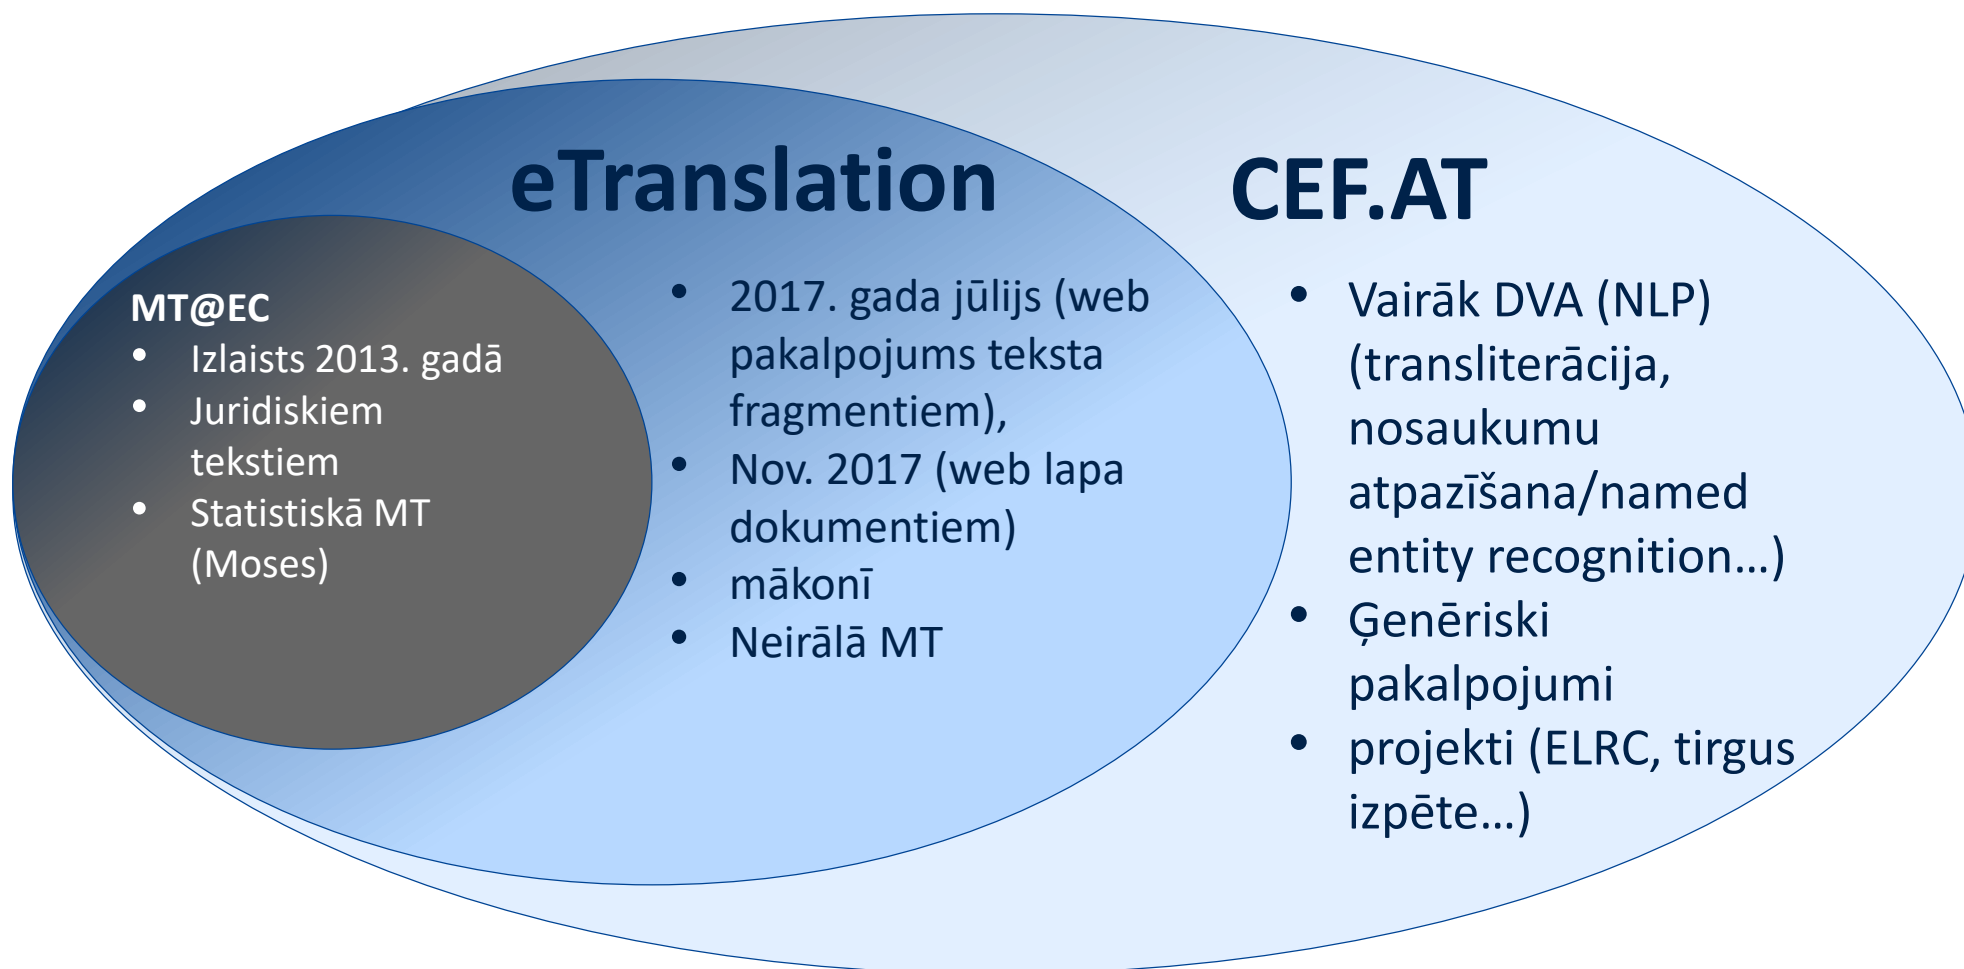 eTranslation
CEF.AT
MT@EC
• Izlaists 2013. gadā
• Juridiskiem
tekstiem
• Statistiskā MT
(Moses)
• 2017. gada jūlijs (web
pakalpojums teksta
fragmentiem),
• Nov. 2017 (web lapa
dokumentiem)
• mākonī
• Neirālā MT
• Vairāk DVA (NLP)
(transliterācija,
nosaukumu
atpazīšana/named
entity recognition…)
• Ģenēriski
pakalpojumi
• projekti (ELRC, tirgus
izpēte…)